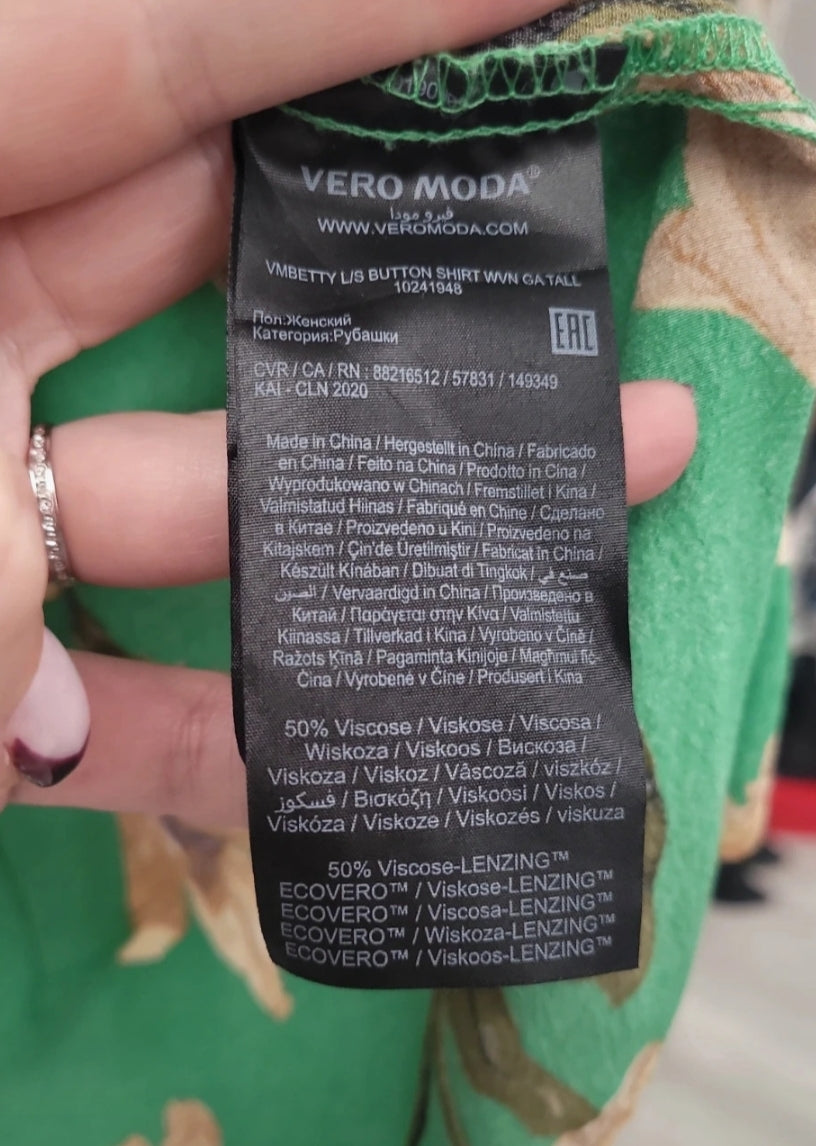 VERO MODA®
فيرو مودا
WWW.VEROMODA.COM
VMBETTY L/S BUTTON SHIRT WVN GA TALL
10241948
Пол:Женский
Категория:Рубашки
EAC
CVR / CA / RN : 88216512 / 57831 / 149349
KAI - CLN 2020
Made in China / Hergestellt in China / Fabricado
en China / Feito na China / Prodotto in Cina /
Wyprodukowano w Chinach / Fremstillet i Kina /
Valmistatud Hiinas / Fabriqué en Chine / Сделано
в Китае / Proizvedeno u Kini / Proizvedeno na
Kitajskem / Çin'de Üretilmiştir / Fabricat în China /
Készült Kínában / Dibuat di Tingkok / صنع في
الصين / Vervaardigd in China / Произведено в
Китай / Παράγεται στην Κίνα / Valmistettu
Kiinassa / Tillverkad i Kina / Vyrobeno v Číně /
Ražots Ķīnā / Pagaminta Kinijoje / Magħmul fiċ-
Ċina / Vyrobené v Číne / Produsert i Kina
50% Viscose / Viskose / Viscosa /
Wiskoza / Viskoos / Вискоза /
Viskoza / Viskoz / Vâscoză / viszkóz /
فسكوز / Βισκόζη / Viskoosi / Viskos /
Viskóza / Viskoze / Viskozės / viskuza
50% Viscose-LENZING™
ECOVERO™ / Viskose-LENZING™
ECOVERO™ / Viscosa-LENZING™
ECOVERO™ / Wiskoza-LENZING™
ECOVERO™ / Viskoos-LENZING™